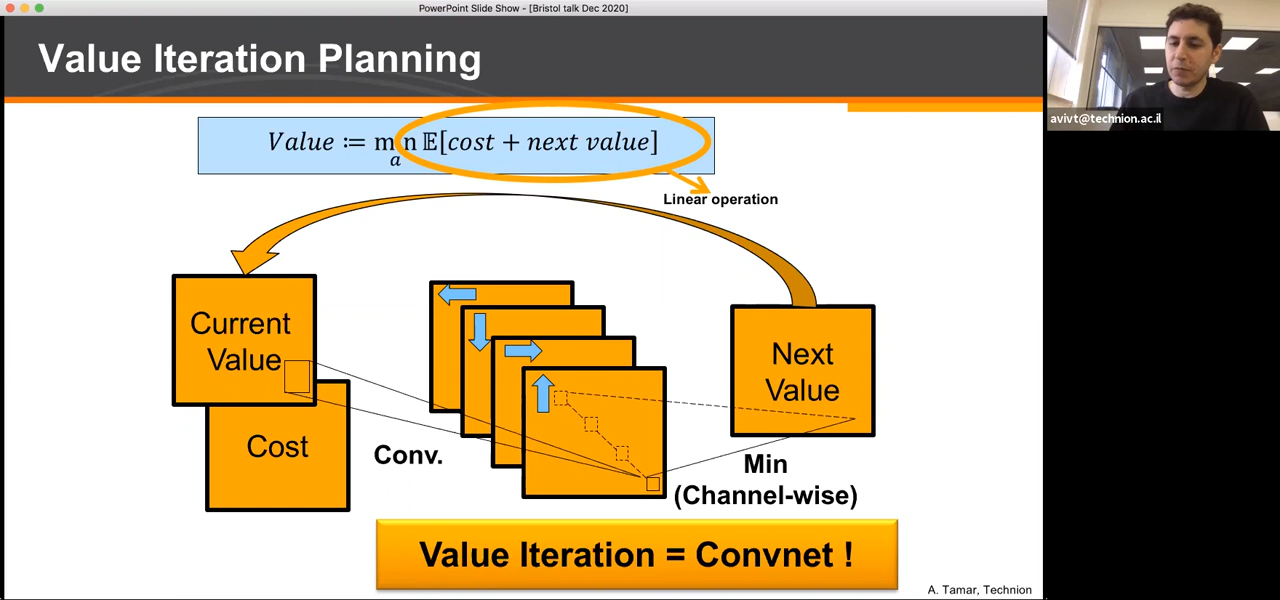 PowerPoint Slide Show - [Bristol talk Dec 2020]
Value Iteration Planning
avivt@technion.ac.il
Value ≔ min 𝔼[cost + next value]
a
Linear operation
Current
Value
Next
Value
Cost
Conv.
Min
(Channel-wise)
Value Iteration = Convnet !
A. Tamar, Technion